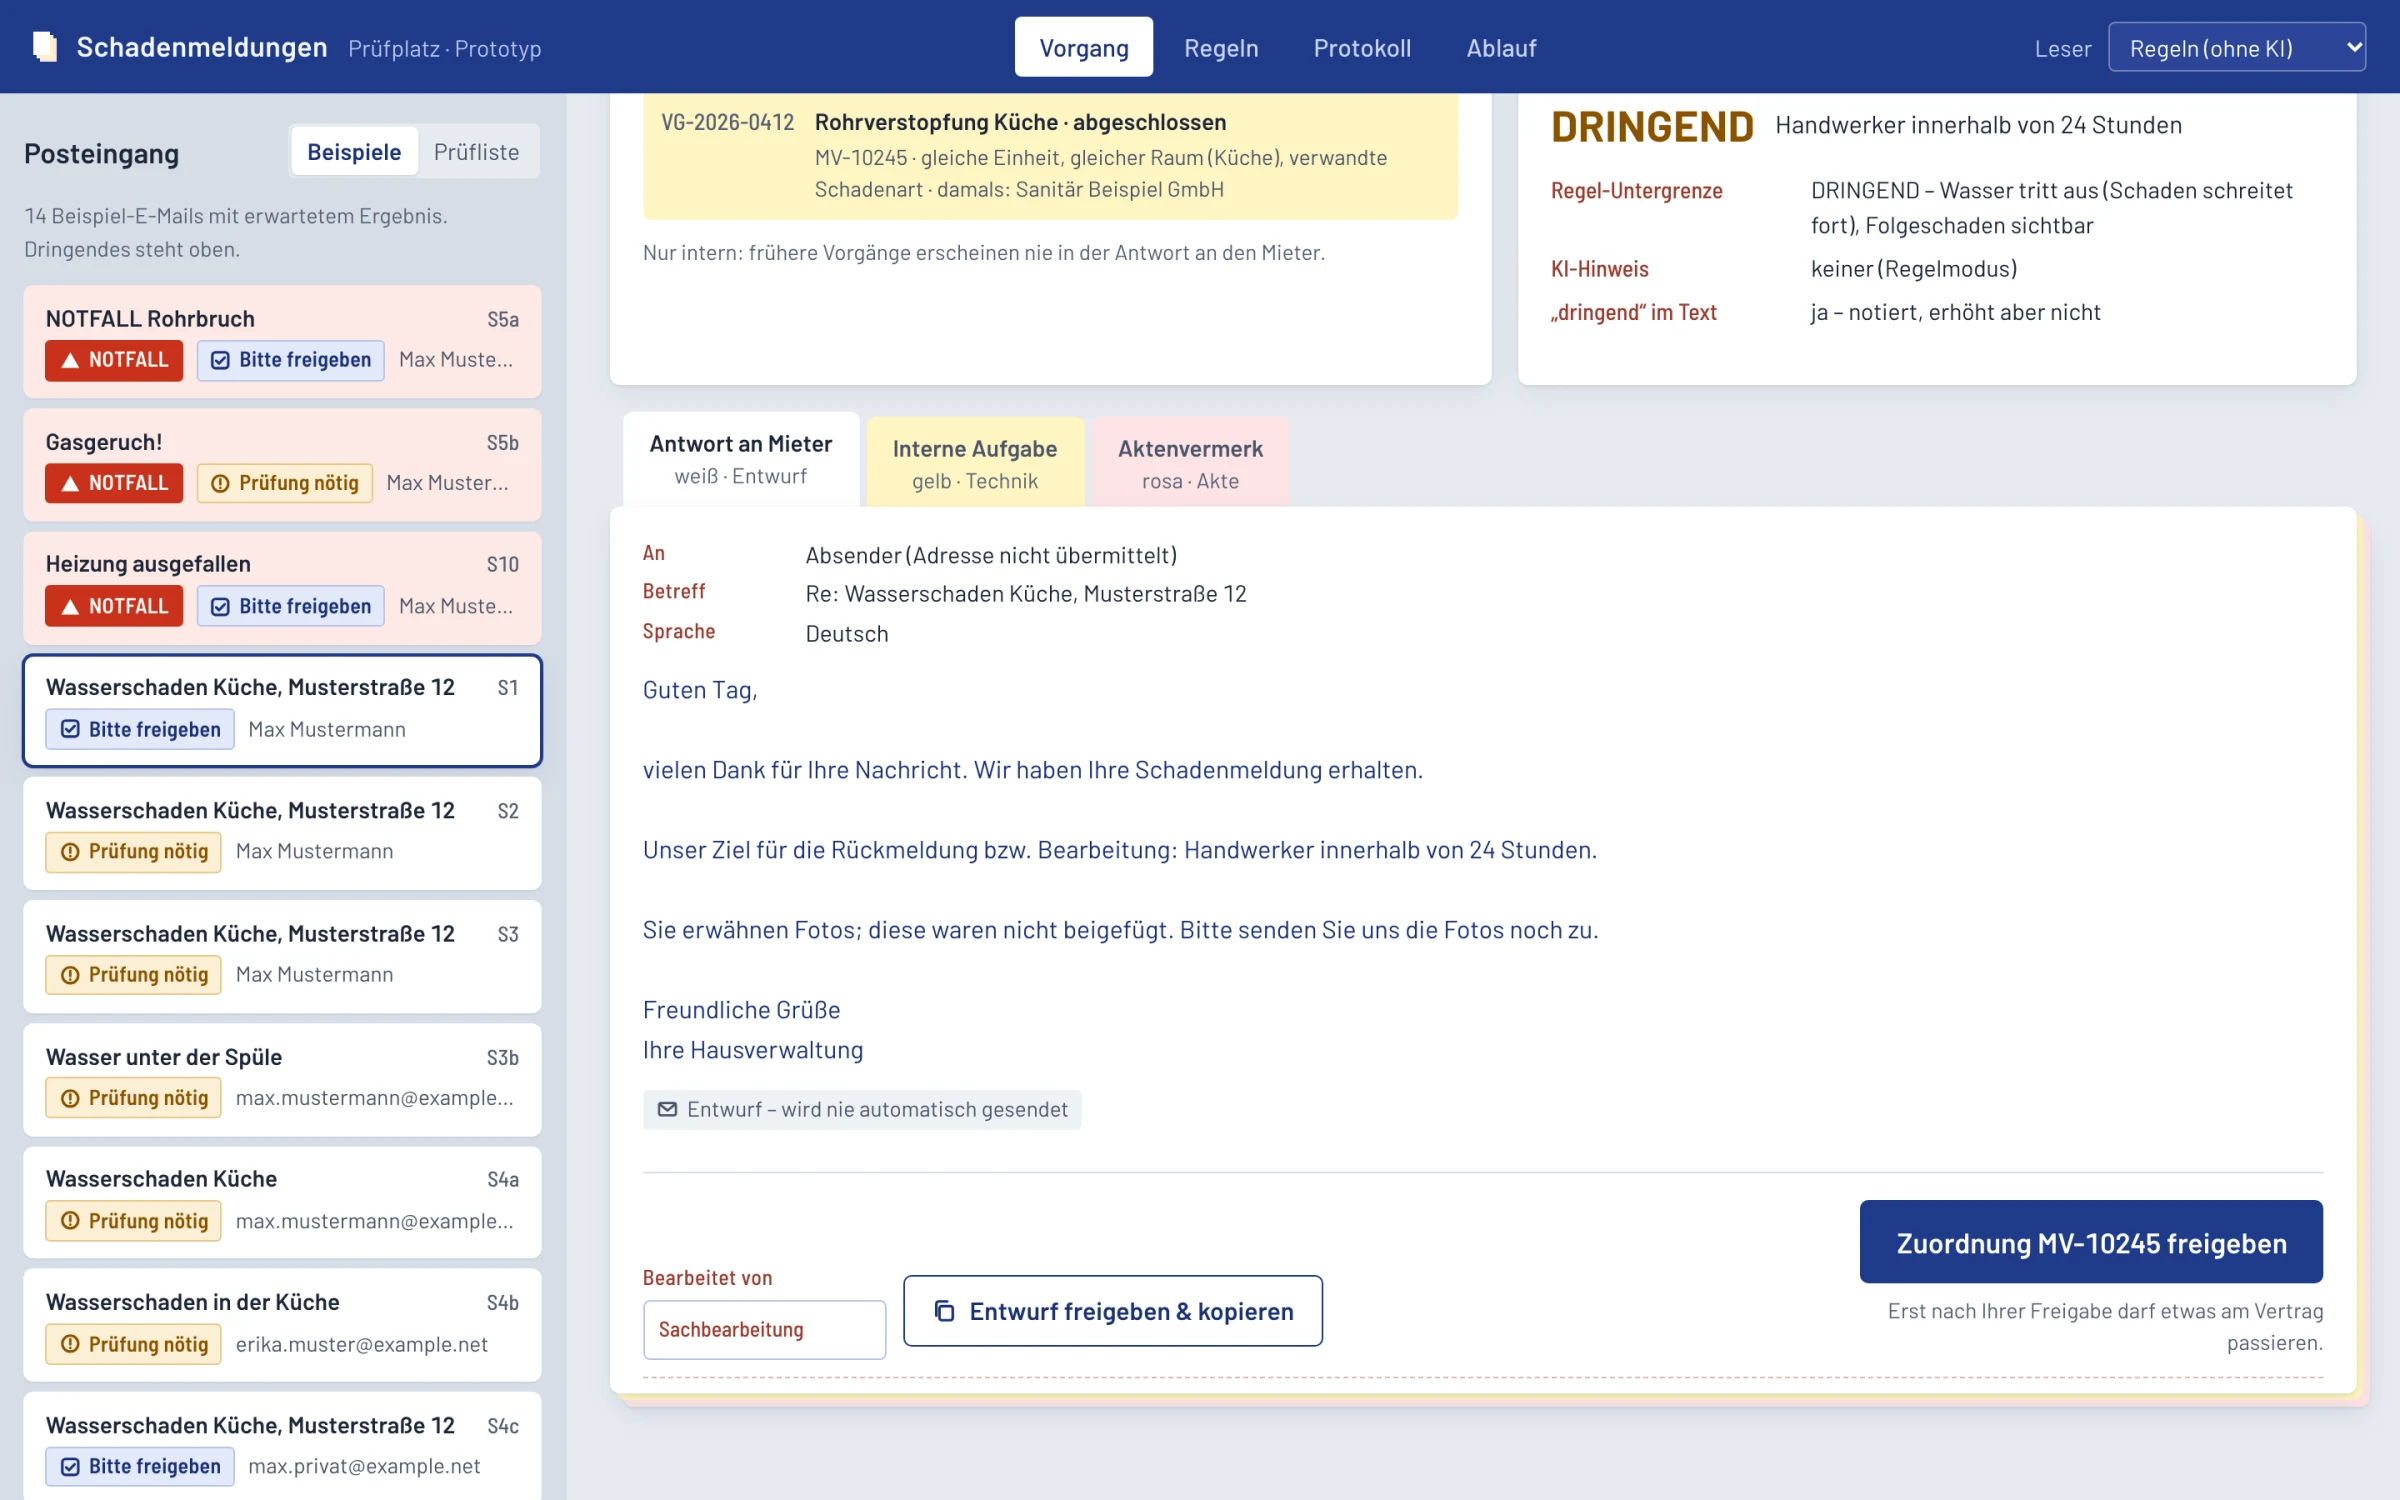 Schadenmeldungen Prüfplatz · Prototyp
Vorgang Regeln Protokoll Ablauf
Leser Regeln (ohne KI)
Posteingang
Beispiele Prüfliste
14 Beispiel-E-Mails mit erwartetem Ergebnis.
Dringendes steht oben.
NOTFALL Rohrbruch S5a
NOTFALL Bitte freigeben Max Muste...
Gasgeruch! S5b
NOTFALL Prüfung nötig Max Muster...
Heizung ausgefallen S10
NOTFALL Bitte freigeben Max Muste...
Wasserschaden Küche, Musterstraße 12 S1
Bitte freigeben Max Mustermann
Wasserschaden Küche, Musterstraße 12 S2
Prüfung nötig Max Mustermann
Wasserschaden Küche, Musterstraße 12 S3
Prüfung nötig Max Mustermann
Wasser unter der Spüle S3b
Prüfung nötig max.mustermann@example...
Wasserschaden Küche S4a
Prüfung nötig max.mustermann@example...
Wasserschaden in der Küche S4b
Prüfung nötig erika.muster@example.net
Wasserschaden Küche, Musterstraße 12 S4c
Bitte freigeben max.privat@example.net
VG-2026-0412 Rohrverstopfung Küche · abgeschlossen
MV-10245 · gleiche Einheit, gleicher Raum (Küche), verwandte
Schadenart · damals: Sanitär Beispiel GmbH
Nur intern: frühere Vorgänge erscheinen nie in der Antwort an den Mieter.
DRINGEND Handwerker innerhalb von 24 Stunden
Regel-Untergrenze DRINGEND – Wasser tritt aus (Schaden schreitet
fort), Folgeschaden sichtbar
KI-Hinweis keiner (Regelmodus)
„dringend“ im Text ja – notiert, erhöht aber nicht
Antwort an Mieter
weiß · Entwurf
Interne Aufgabe
gelb · Technik
Aktenvermerk
rosa · Akte
An Absender (Adresse nicht übermittelt)
Betreff Re: Wasserschaden Küche, Musterstraße 12
Sprache Deutsch
Guten Tag,
vielen Dank für Ihre Nachricht. Wir haben Ihre Schadenmeldung erhalten.
Unser Ziel für die Rückmeldung bzw. Bearbeitung: Handwerker innerhalb von 24 Stunden.
Sie erwähnen Fotos; diese waren nicht beigefügt. Bitte senden Sie uns die Fotos noch zu.
Freundliche Grüße
Ihre Hausverwaltung
Entwurf – wird nie automatisch gesendet
Bearbeitet von
Sachbearbeitung
Entwurf freigeben & kopieren
Zuordnung MV-10245 freigeben
Erst nach Ihrer Freigabe darf etwas am Vertrag
passieren.